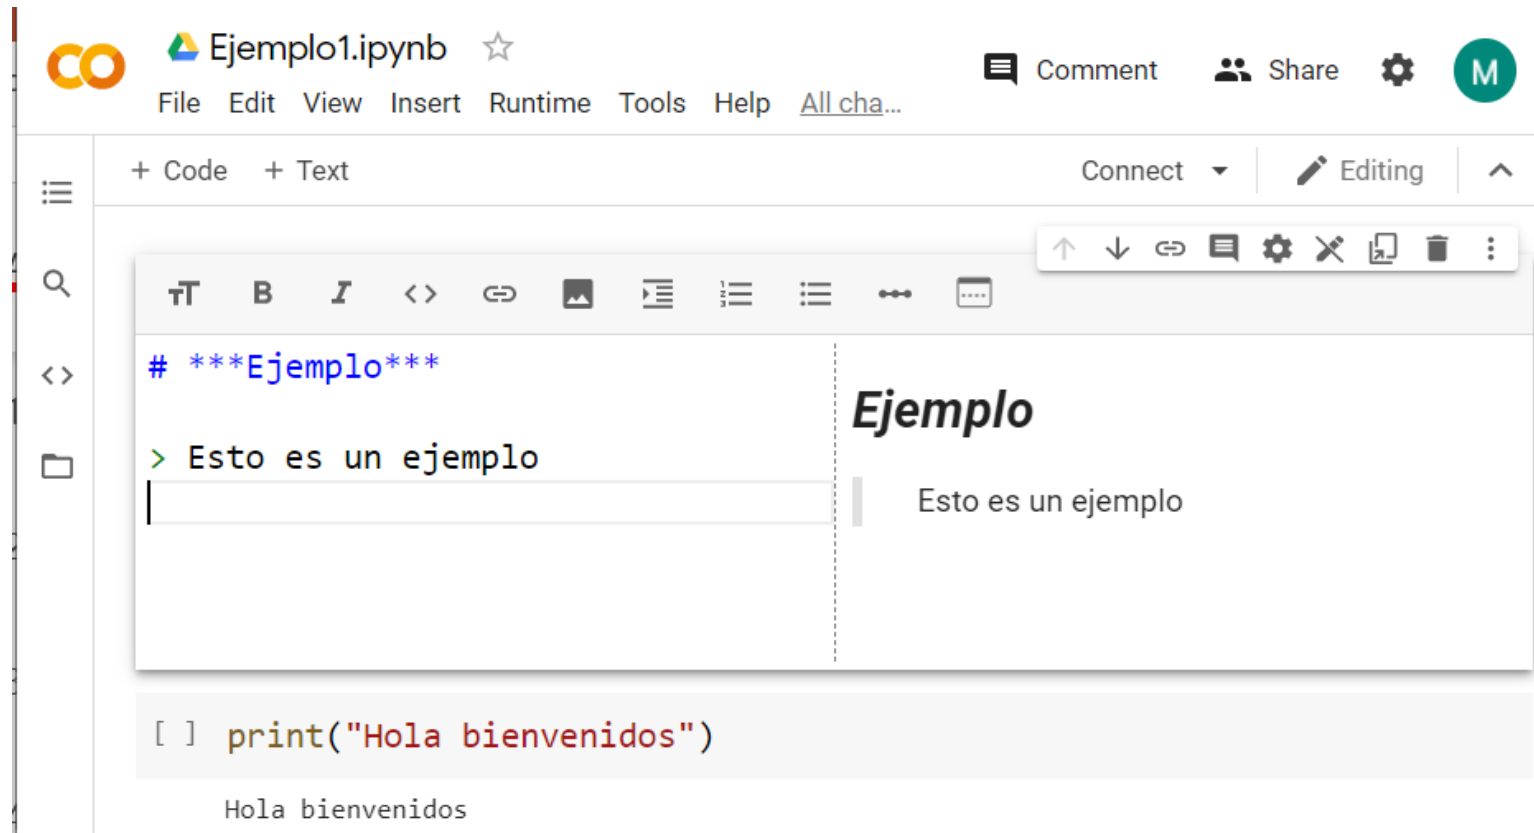 Ejemplo1.ipynb
Comment Share M
File Edit View Insert Runtime Tools Help All cha…
+ Code + Text Connect Editing
# ***Ejemplo***
Ejemplo
> Esto es un ejemplo
Esto es un ejemplo
[ ] print("Hola bienvenidos")
Hola bienvenidos